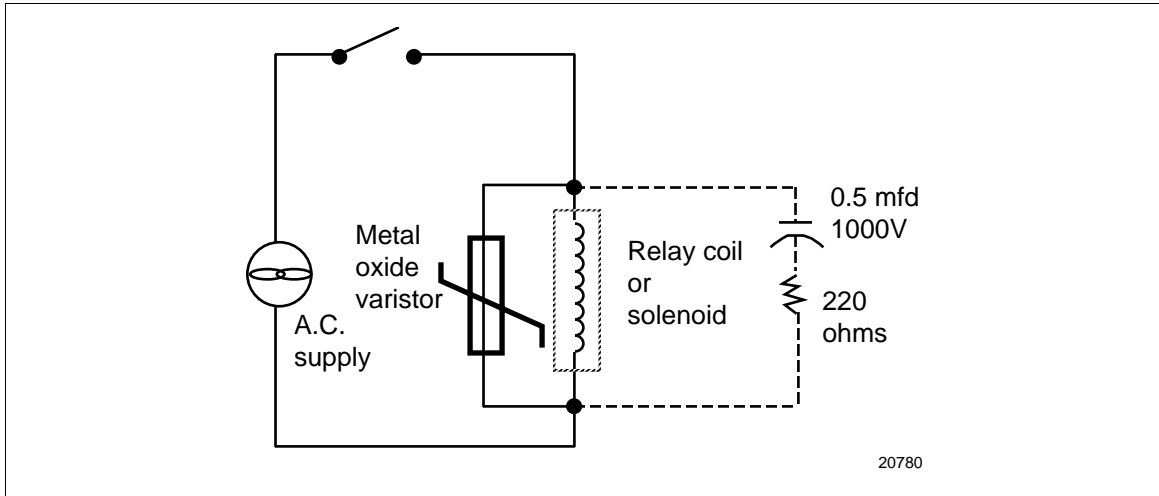 Metal
oxide
varistor
A.C.
supply
Relay coil
or
solenoid
0.5 mfd
1000V
220
ohms
20780